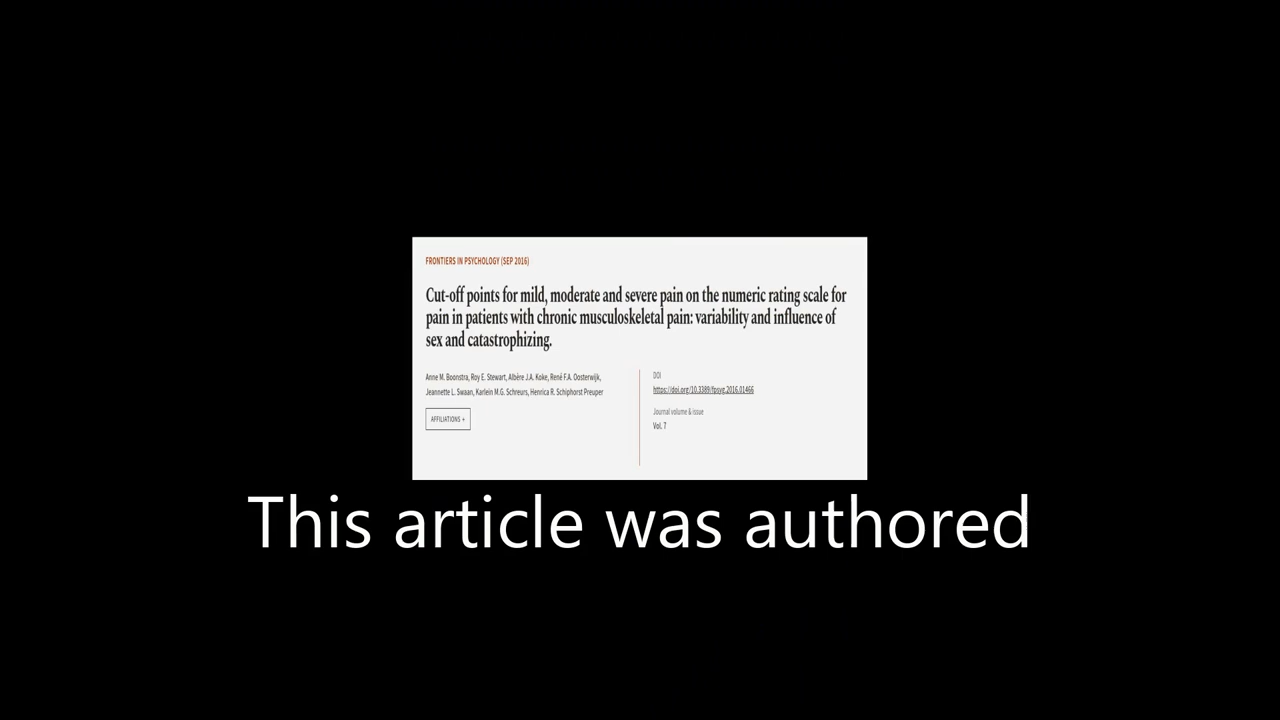 FRONTIERS IN PSYCHOLOGY (SEP 2016)
Cut-off points for mild, moderate and severe pain on the numeric rating scale for
pain in patients with chronic musculoskeletal pain: variability and influence of
sex and catastrophizing.
Anne M. Boonstra, Roy E. Stewart, Albère J.A. Koke, René F.A. Oosterwijk,
Jeannette L. Swaan, Karlein M.G. Schreurs, Henrica R. Schiphorst Preuper
AFFILIATIONS +
DOI
https://doi.org/10.3389/fpsyg.2016.01466
Journal volume & issue
Vol. 7
This article was authored